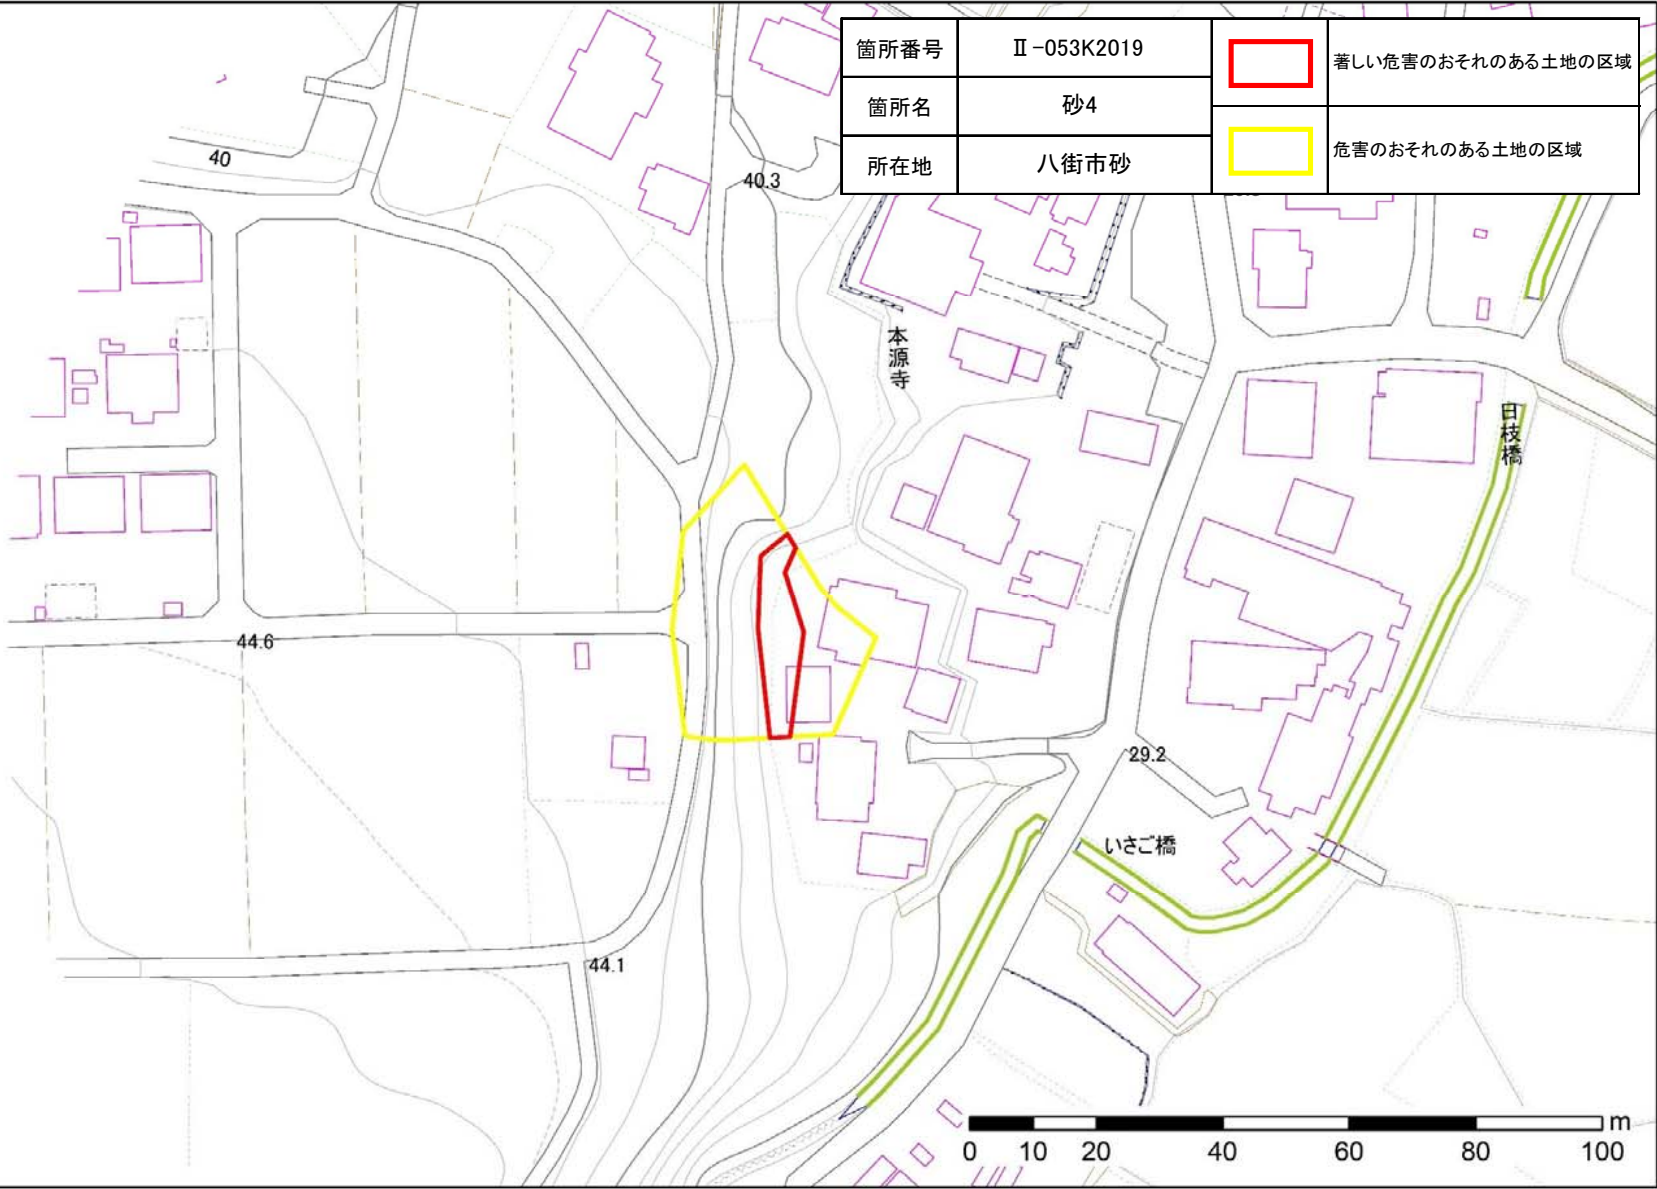 箇所番号 Ⅱ-053K2019 著しい危害のおそれのある土地の区域
箇所名 砂4
所在地 八街市砂 危害のおそれのある土地の区域
40
40.3
本源寺
日枝橋
44.6
29.2
いさご橋
44.1
m
0 10 20 40 60 80 100